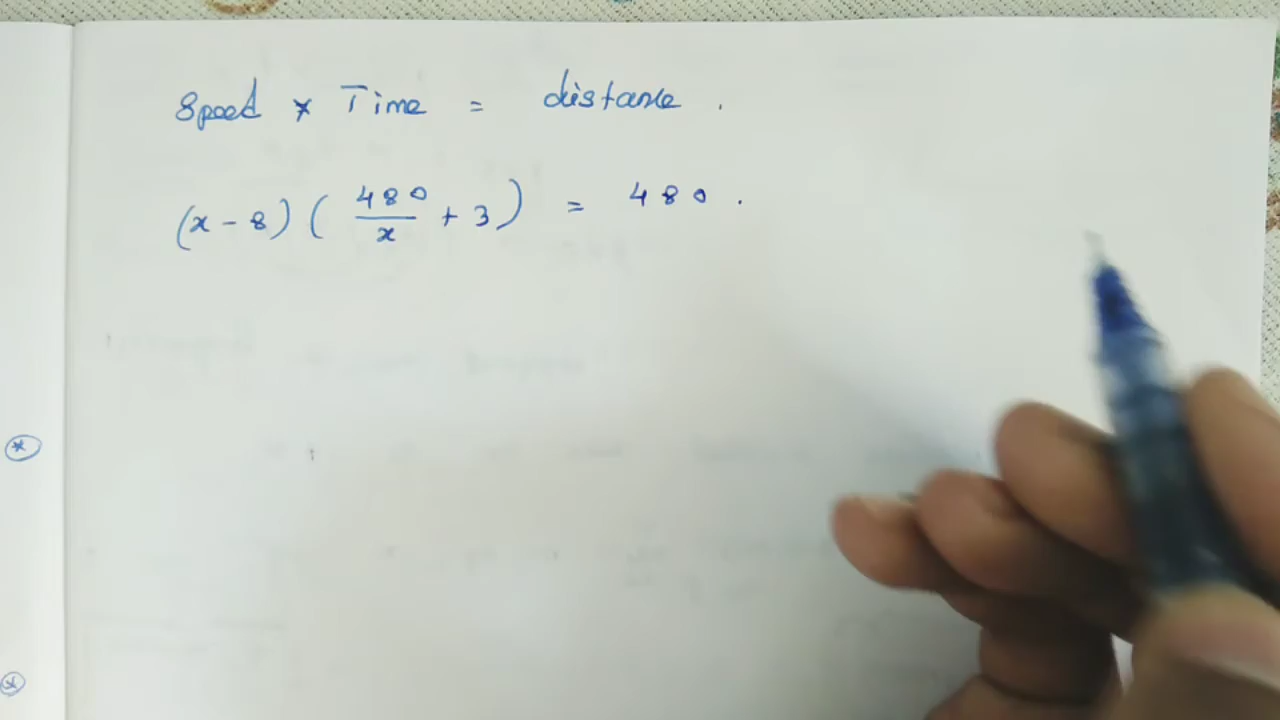 Speed * Time = distance .
(x - 8) ( 480/x + 3 ) = 480 .